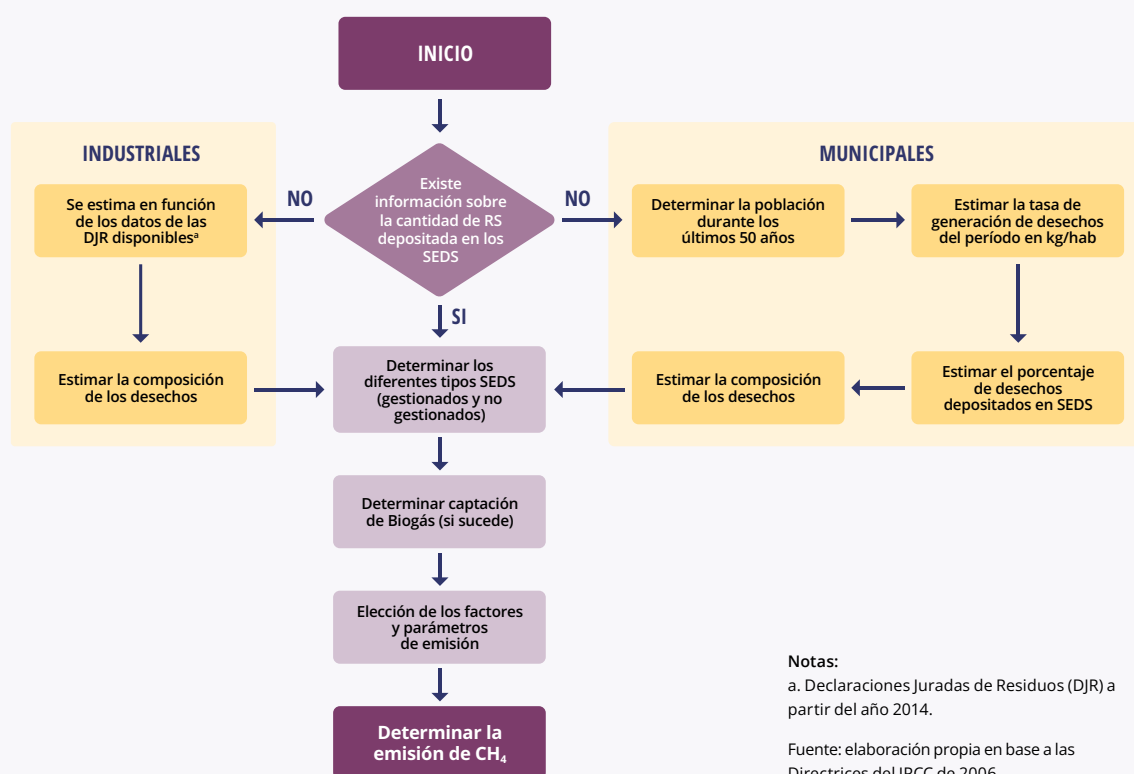 INICIO
INDUSTRIALES
MUNICIPALES
Existe
información sobre
la cantidad de RS
depositada en los
SEDS
NO
NO
Se estima en función
de los datos de las
DJR disponiblesª
Determinar la población
durante los
últimos 50 años
Estimar la tasa de
generación de desechos
del período en kg/hab
SI
Estimar la composición
de los desechos
Determinar los
diferentes tipos SEDS
(gestionados y no
gestionados)
Estimar la composición
de los desechos
Estimar el porcentaje
de desechos
depositados en SEDS
Determinar captación
de Biogás (si sucede)
Elección de los factores
y parámetros
de emisión
Determinar la
emisión de CH₄
Notas:
a. Declaraciones Juradas de Residuos (DJR) a
partir del año 2014.
Fuente: elaboración propia en base a las
Directrices del IPCC de 2006